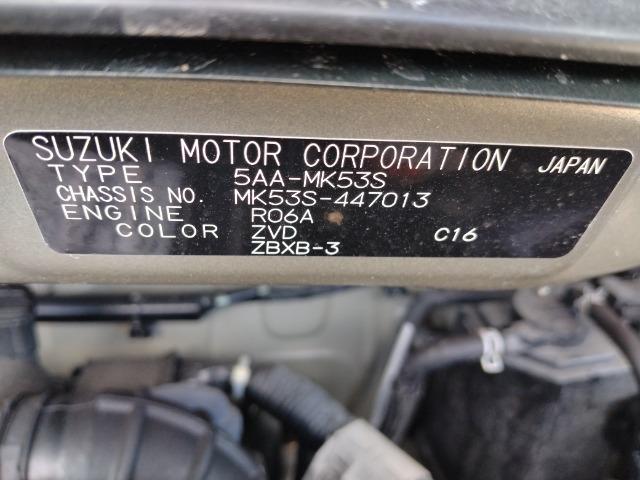 SUZUKI MOTOR CORPORATION JAPAN
TYPE 5AA-MK53S
CHASSIS NO. MK53S-447013
ENGINE R06A
COLOR ZVD C16
ZBXB-3